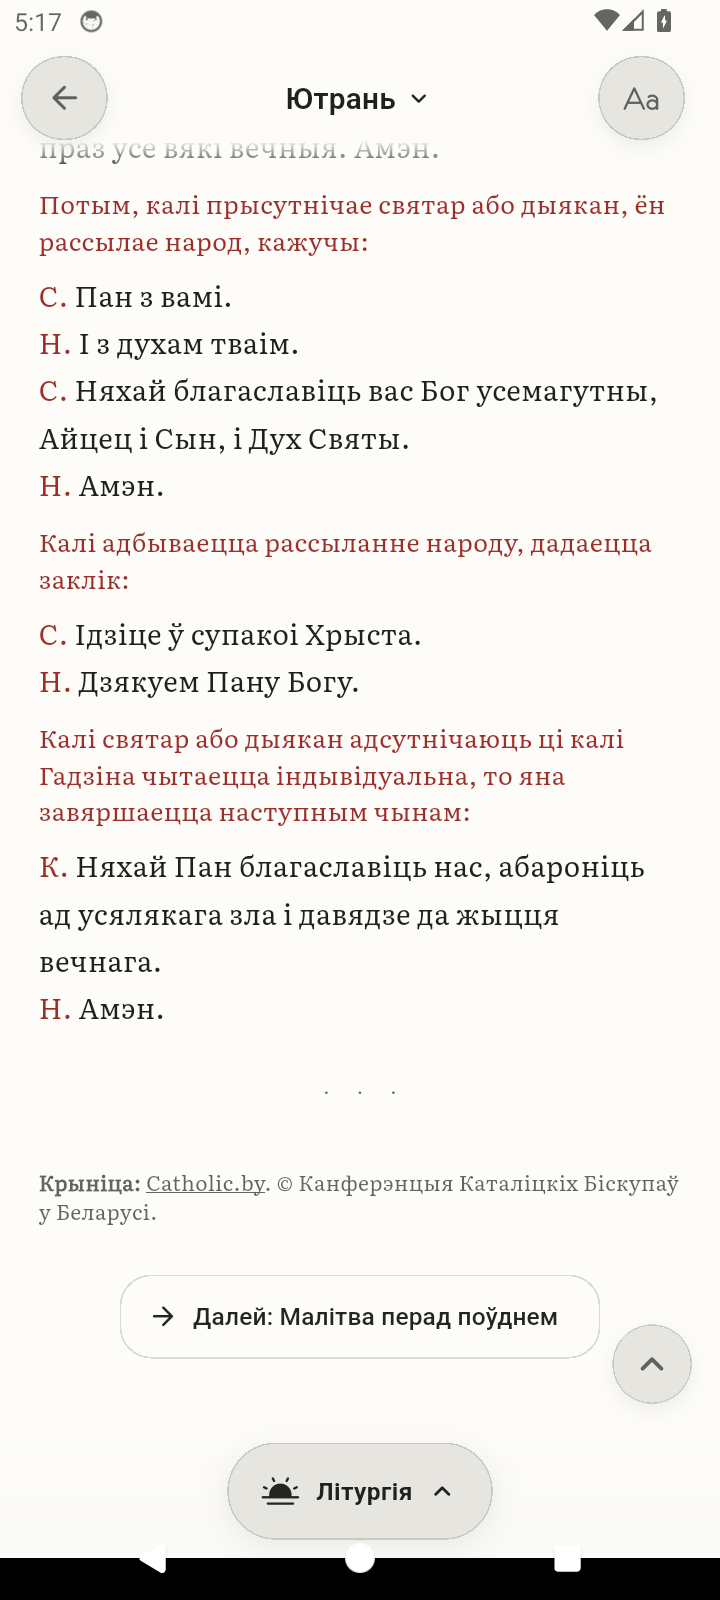 5:17
Ютрань
Aa
праз усе вякі вечныя. Амэн.
Потым, калі прысутнічае святар або дыякан, ён
рассылае народ, кажучы:
С. Пан з вамі.
Н. І з духам тваім.
С. Няхай благаславіць вас Бог усемагутны,
Айцец і Сын, і Дух Святы.
Н. Амэн.
Калі адбываецца рассыланне народу, дадаецца
заклік:
С. Ідзіце ў супакоі Хрыста.
Н. Дзякуем Пану Богу.
Калі святар або дыякан адсутнічаюць ці калі
Гадзіна чытаецца індывідуальна, то яна
завяршаецца наступным чынам:
К. Няхай Пан благаславіць нас, абароніць
ад усялякага зла і давядзе да жыцця
вечнага.
Н. Амэн.
. . .
Крыніца: Catholic.by. © Канферэнцыя Каталіцкіх Біскупаў
у Беларусі.
Далей: Малітва перад поўднем
Літургія